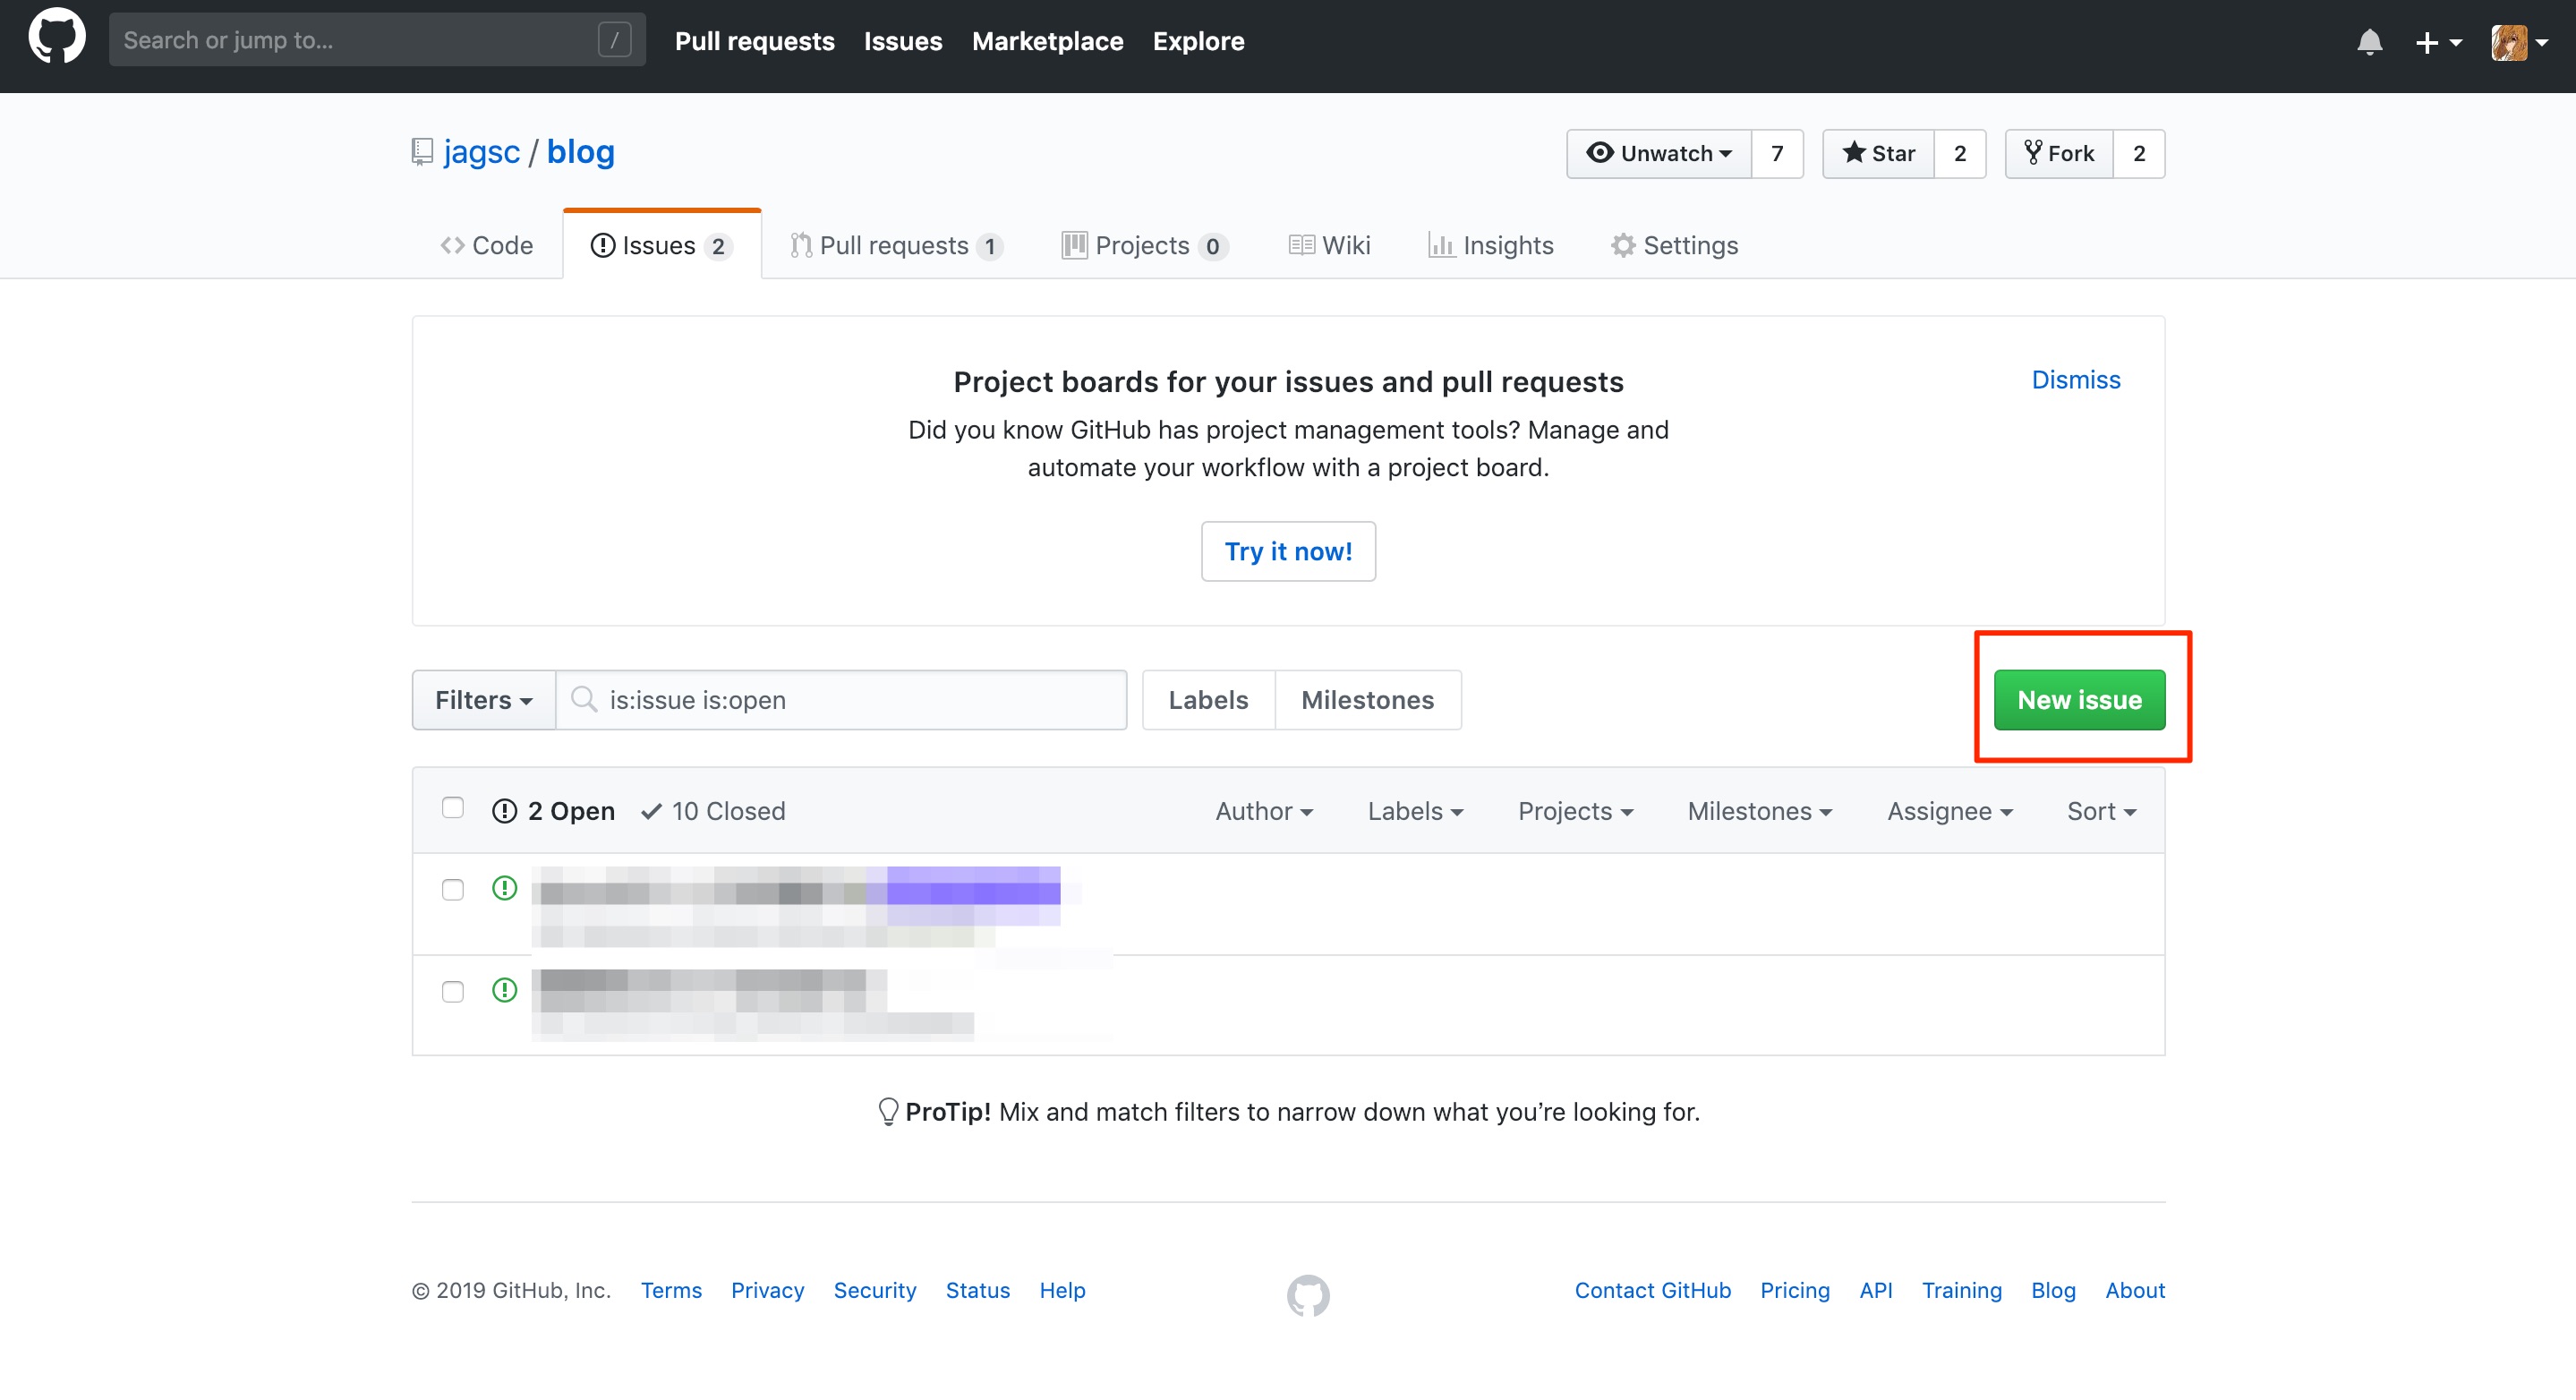 Search or jump to... / Pull requests Issues Marketplace Explore
jagsc / blog Unwatch 7 Star 2 Fork 2
Code Issues 2 Pull requests 1 Projects 0 Wiki Insights Settings
Project boards for your issues and pull requests Dismiss
Did you know GitHub has project management tools? Manage and
automate your workflow with a project board.
Try it now!
Filters is:issue is:open Labels Milestones New issue
2 Open 10 Closed Author Labels Projects Milestones Assignee Sort
ProTip! Mix and match filters to narrow down what you’re looking for.
© 2019 GitHub, Inc. Terms Privacy Security Status Help Contact GitHub Pricing API Training Blog About